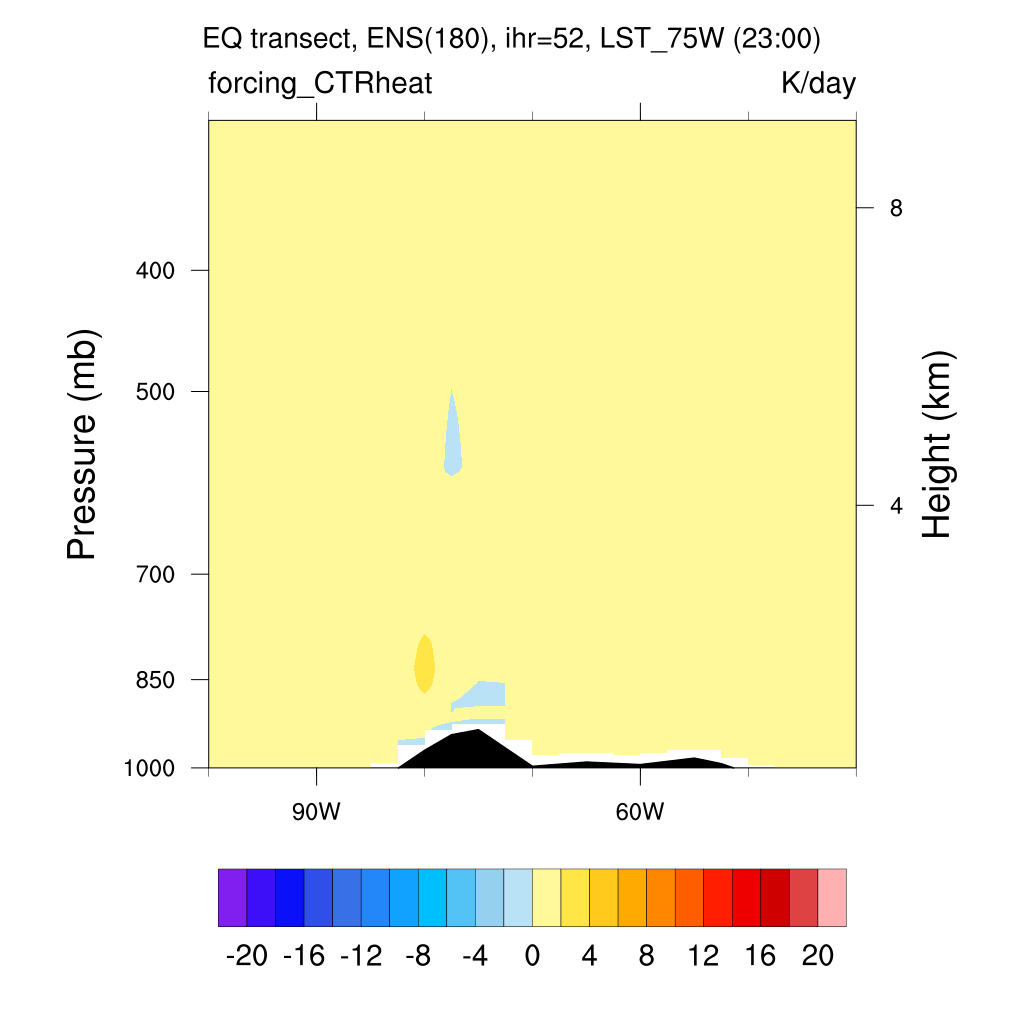 EQ transect, ENS(180), ihr=52, LST_75W (23:00)
forcing_CTRheat K/day
8
400
500
4
700
850
1000
Pressure (mb)
Height (km)
90W 60W
-20 -16 -12 -8 -4 0 4 8 12 16 20